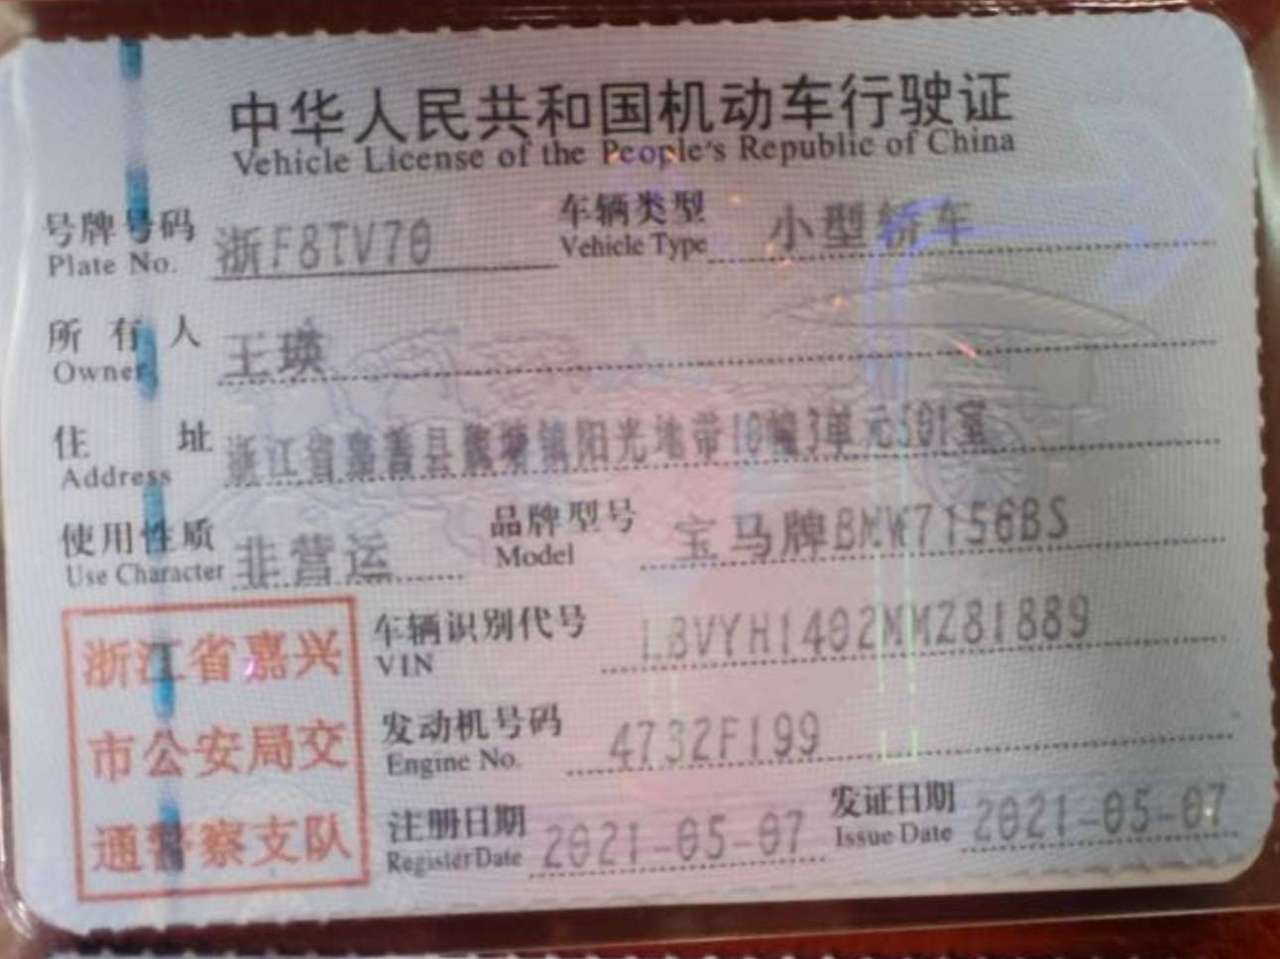 中华人民共和国机动车行驶证
Vehicle License of the People's Republic of China
号牌号码 浙F8TV70 车辆类型 小型轿车
Plate No. Vehicle Type
所有人 王瑛
Owner
住址 浙江省嘉善县魏塘镇阳光地带10幢3单元501室
Address
使用性质 非营运 品牌型号 宝马牌BMW7156BS
Use Character Model
车辆识别代号 LBVYH1402MMZ81889
VIN
发动机号码 4732F199
Engine No.
注册日期 2021-05-07 发证日期 2021-05-07
Register Date Issue Date
浙江省嘉兴
市公安局交
通警察支队